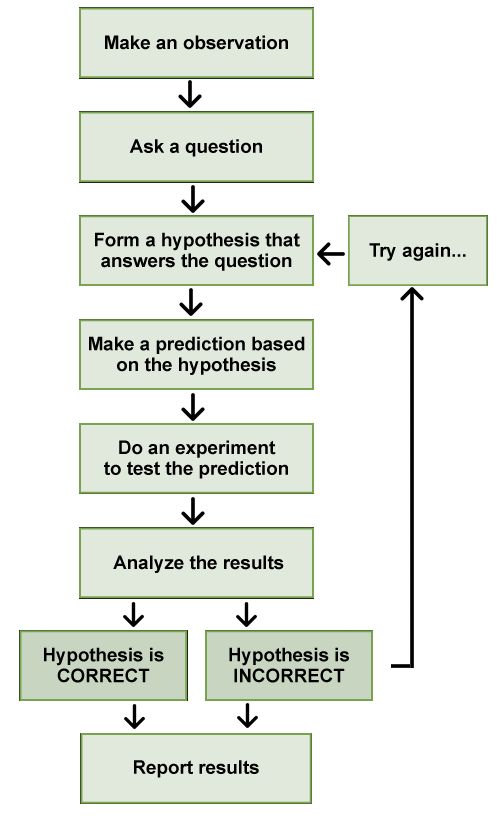 Make an observation
Ask a question
Form a hypothesis that
answers the question
Try again...
Make a prediction based
on the hypothesis
Do an experiment
to test the prediction
Analyze the results
Hypothesis is
CORRECT
Hypothesis is
INCORRECT
Report results